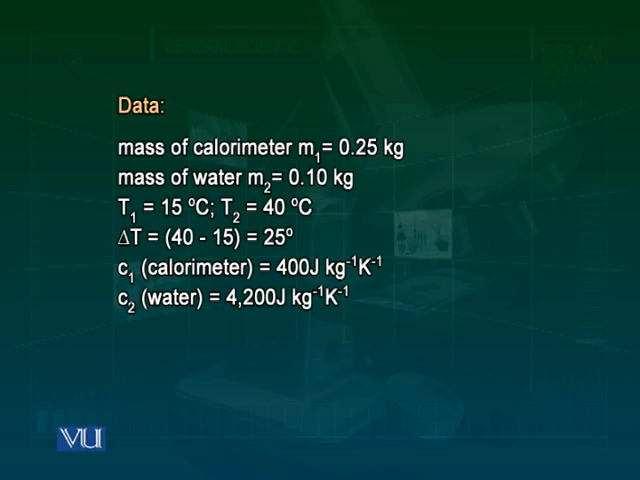 GENERAL SCIENCE
Data:
mass of calorimeter m₁= 0.25 kg
mass of water m₂= 0.10 kg
T₁ = 15 ºC; T₂ = 40 ºC
∆T = (40 - 15) = 25º
c₁ (calorimeter) = 400J kg⁻¹K⁻¹
c₂ (water) = 4,200J kg⁻¹K⁻¹
VU